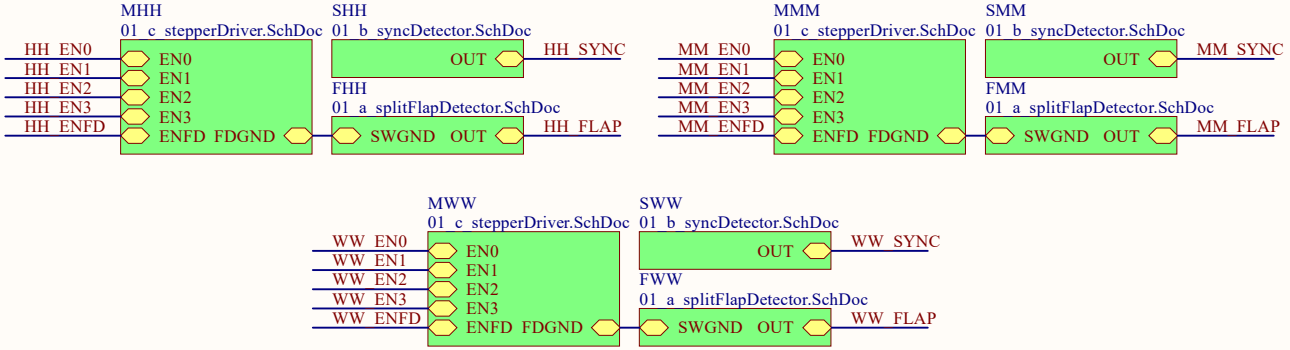 MHH
01_c_stepperDriver.SchDoc
HH_EN0
HH_EN1
HH_EN2
HH_EN3
HH_ENFD
EN0
EN1
EN2
EN3
ENFD FDGND
SHH
01_b_syncDetector.SchDoc
OUT
HH_SYNC
FHH
01_a_splitFlapDetector.SchDoc
SWGND OUT
HH_FLAP
MMM
01_c_stepperDriver.SchDoc
MM_EN0
MM_EN1
MM_EN2
MM_EN3
MM_ENFD
EN0
EN1
EN2
EN3
ENFD FDGND
SMM
01_b_syncDetector.SchDoc
OUT
MM_SYNC
FMM
01_a_splitFlapDetector.SchDoc
SWGND OUT
MM_FLAP
MWW
01_c_stepperDriver.SchDoc
WW_EN0
WW_EN1
WW_EN2
WW_EN3
WW_ENFD
EN0
EN1
EN2
EN3
ENFD FDGND
SWW
01_b_syncDetector.SchDoc
OUT
WW_SYNC
FWW
01_a_splitFlapDetector.SchDoc
SWGND OUT
WW_FLAP